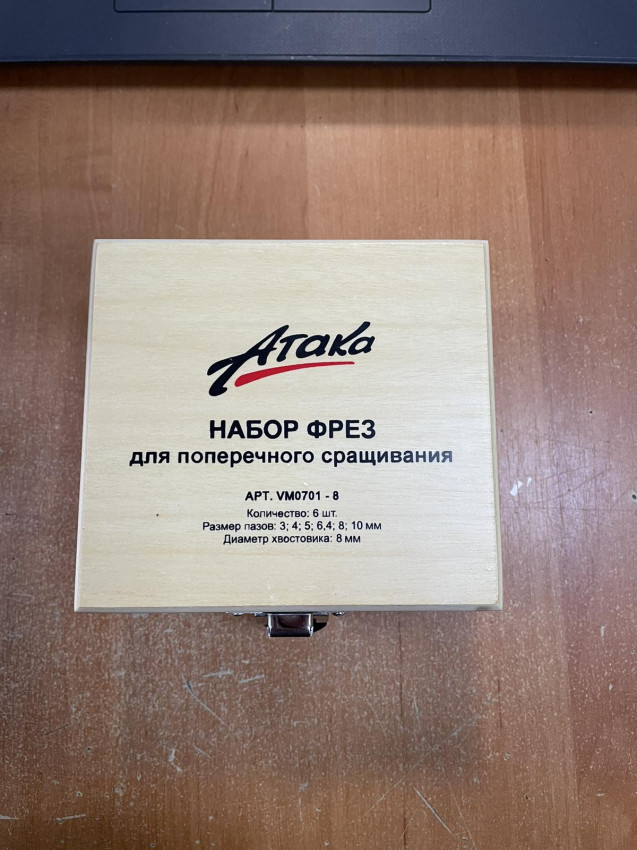 Атака
НАБОР ФРЕЗ
для поперечного сращивания
АРТ. VM0701 - 8
Количество: 6 шт.
Размер пазов: 3; 4; 5; 6,4; 8; 10 мм
Диаметр хвостовика: 8 мм